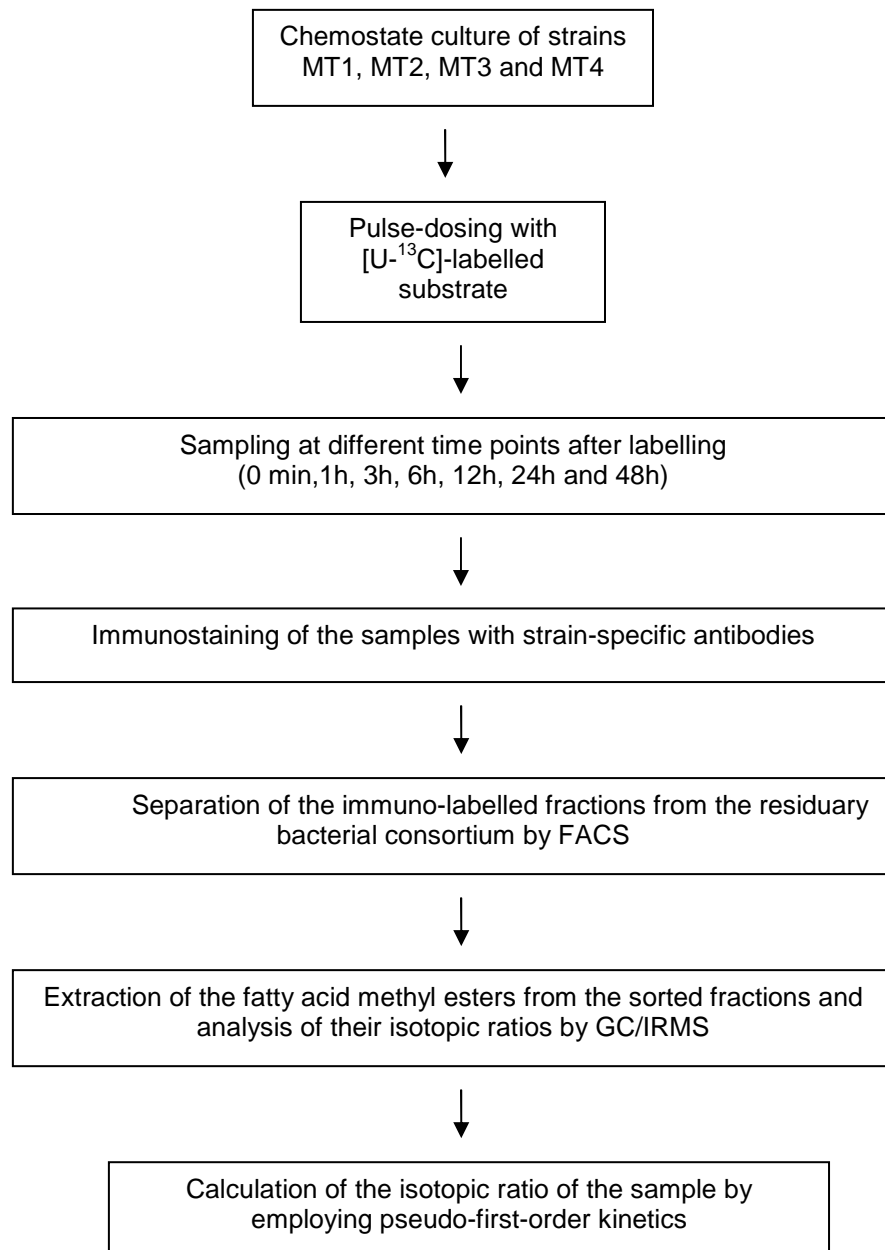 Chemostate culture of strains
MT1, MT2, MT3 and MT4
Pulse-dosing with
[U-¹³C]-labelled
substrate
Sampling at different time points after labelling
(0 min,1h, 3h, 6h, 12h, 24h and 48h)
Immunostaining of the samples with strain-specific antibodies
Separation of the immuno-labelled fractions from the residuary
bacterial consortium by FACS
Extraction of the fatty acid methyl esters from the sorted fractions and
analysis of their isotopic ratios by GC/IRMS
Calculation of the isotopic ratio of the sample by
employing pseudo-first-order kinetics